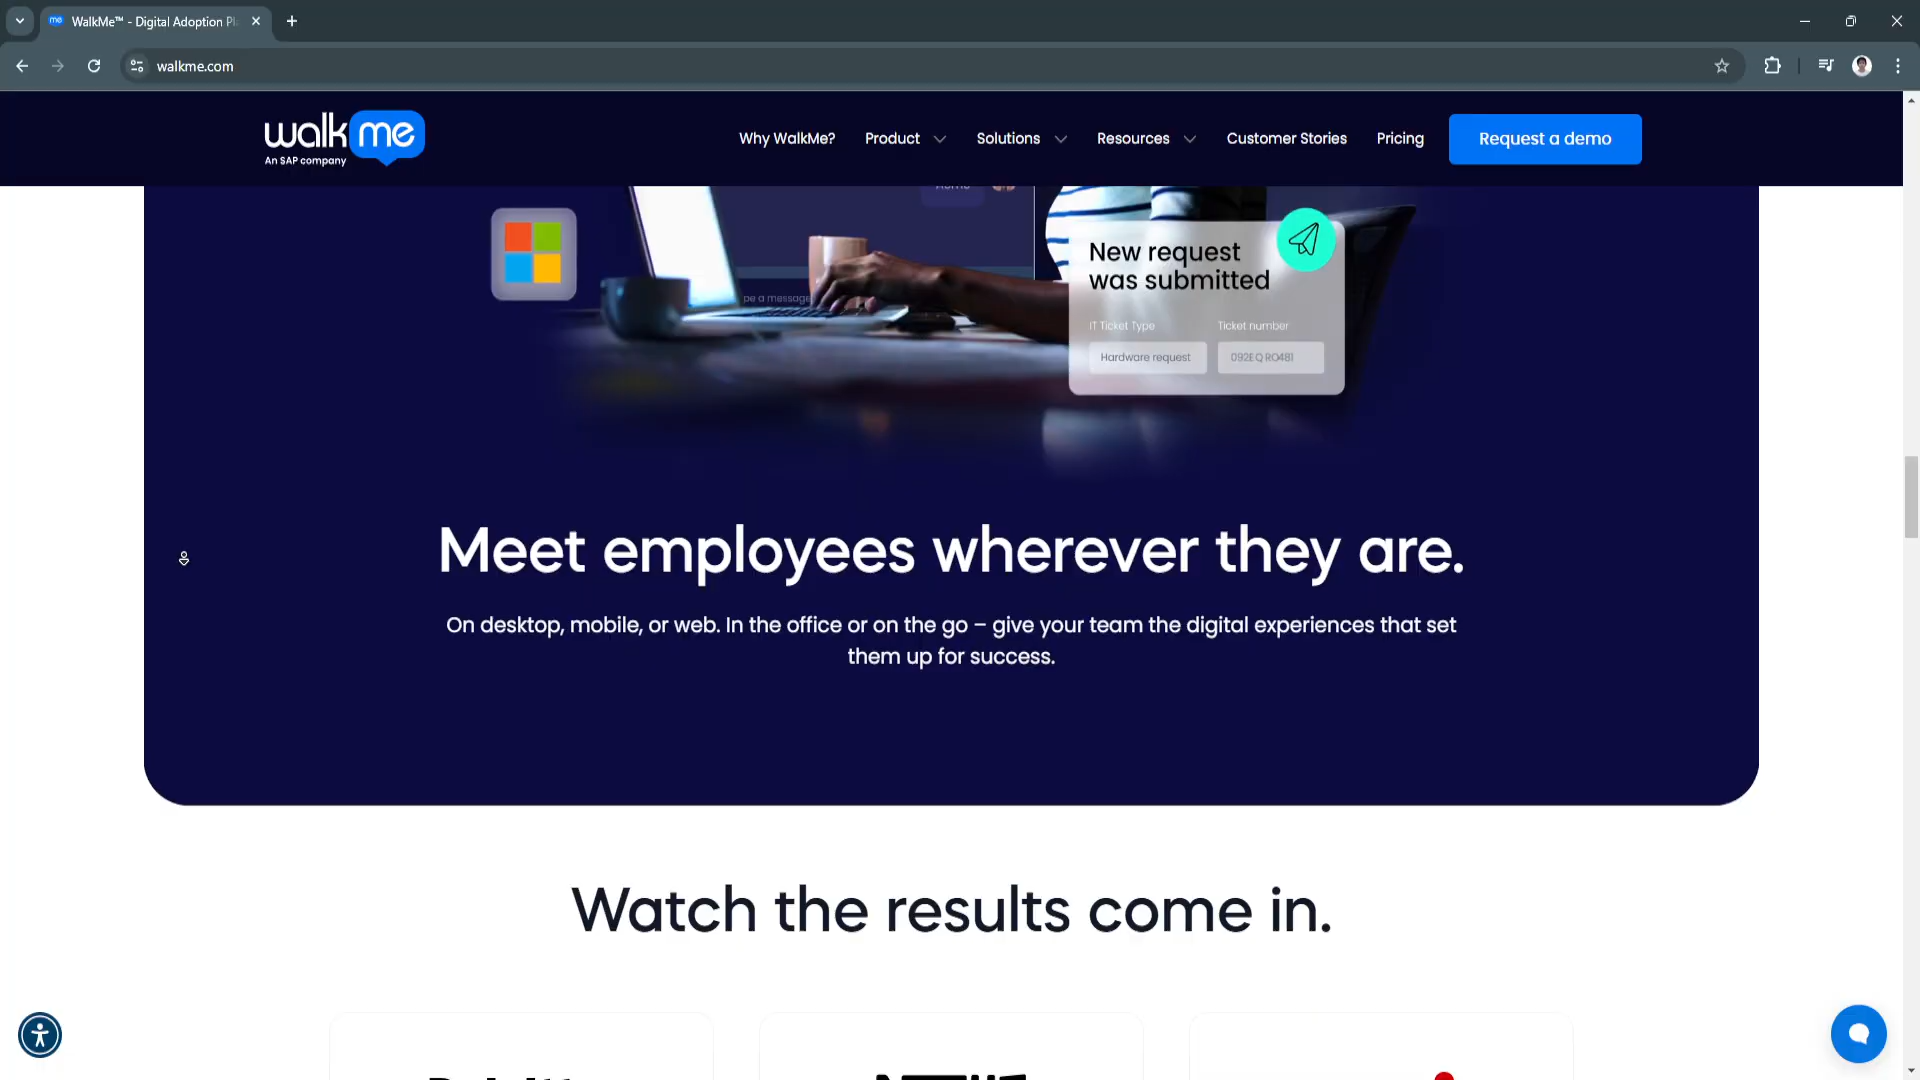 me WalkMe™ - Digital Adoption Pl
walkme.com
walk me
An SAP company
Why WalkMe?
Product
Solutions
Resources
Customer Stories
Pricing
Request a demo
New request
was submitted
IT Ticket Type
Ticket number
Hardware request
092EQ RO481
pe a message
Meet employees wherever they are.
On desktop, mobile, or web. In the office or on the go – give your team the digital experiences that set
them up for success.
Watch the results come in.